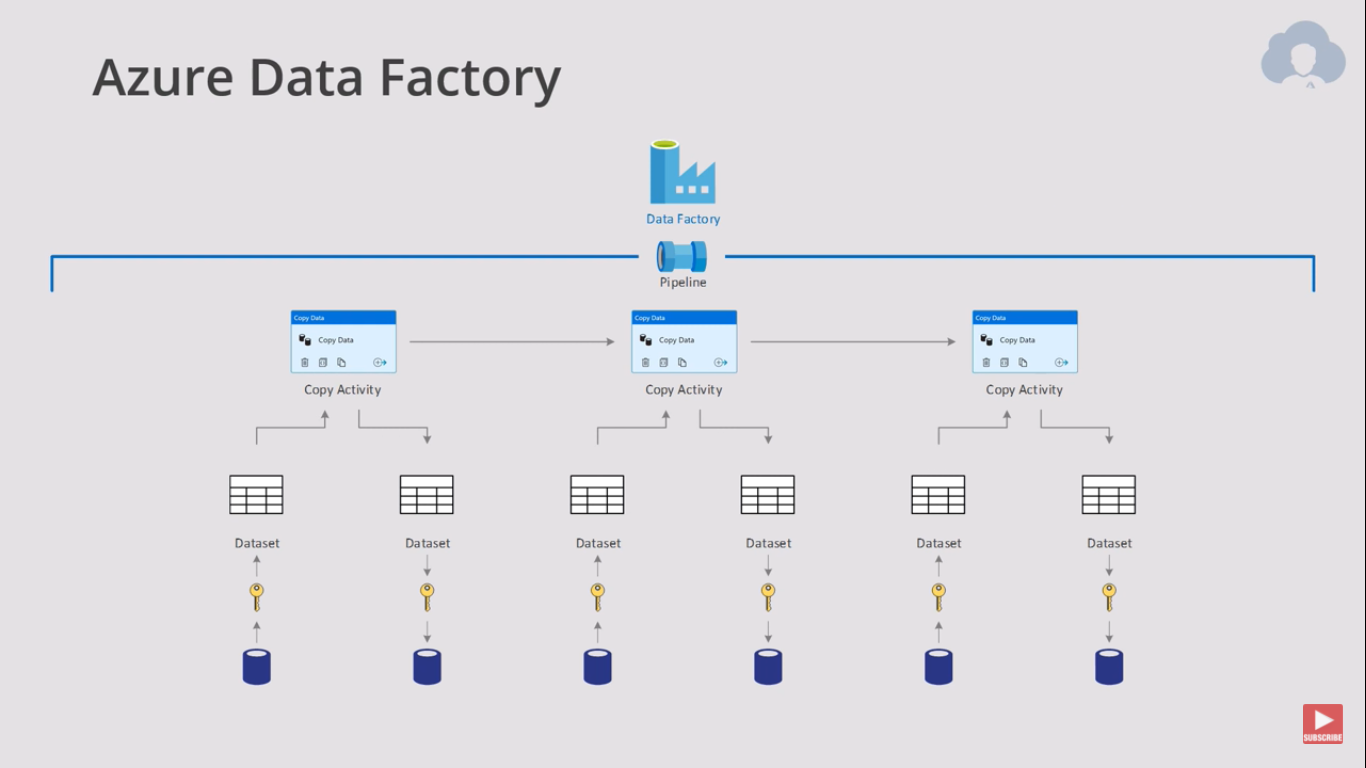 Azure Data Factory
Data Factory
Pipeline
Copy Data
Copy Data
Copy Activity
Copy Data
Copy Data
Copy Activity
Copy Data
Copy Data
Copy Activity
Dataset
Dataset
Dataset
Dataset
Dataset
Dataset
SUBSCRIBE